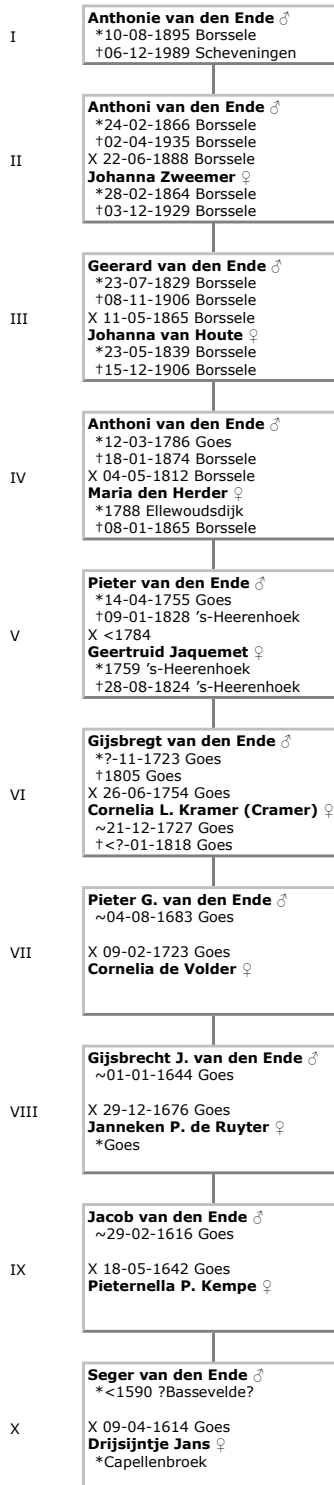 I
Anthonie van den Ende ♂
*10-08-1895 Borssele
†06-12-1989 Scheveningen
II
Anthoni van den Ende ♂
*24-02-1866 Borssele
†02-04-1935 Borssele
X 22-06-1888 Borssele
Johanna Zweemer ♀
*28-02-1864 Borssele
†03-12-1929 Borssele
III
Geerard van den Ende ♂
*23-07-1829 Borssele
†08-11-1906 Borssele
X 11-05-1865 Borssele
Johanna van Houte ♀
*23-05-1839 Borssele
†15-12-1906 Borssele
IV
Anthoni van den Ende ♂
*12-03-1786 Goes
†18-01-1874 Borssele
X 04-05-1812 Borssele
Maria den Herder ♀
*1788 Ellewoudsdijk
†08-01-1865 Borssele
V
Pieter van den Ende ♂
*14-04-1755 Goes
†09-01-1828 ’s-Heerenhoek
X <1784
Geertruid Jaquemet ♀
*1759 ’s-Heerenhoek
†28-08-1824 ’s-Heerenhoek
VI
Gijsbregt van den Ende ♂
*?-11-1723 Goes
†1805 Goes
X 26-06-1754 Goes
Cornelia L. Kramer (Cramer) ♀
~21-12-1727 Goes
†<?-01-1818 Goes
VII
Pieter G. van den Ende ♂
~04-08-1683 Goes
X 09-02-1723 Goes
Cornelia de Volder ♀
VIII
Gijsbrecht J. van den Ende ♂
~01-01-1644 Goes
X 29-12-1676 Goes
Janneken P. de Ruyter ♀
*Goes
IX
Jacob van den Ende ♂
~29-02-1616 Goes
X 18-05-1642 Goes
Pieternella P. Kempe ♀
X
Seger van den Ende ♂
*<1590 ?Bassevelde?
X 09-04-1614 Goes
Drijsijntje Jans ♀
*Capellenbroek